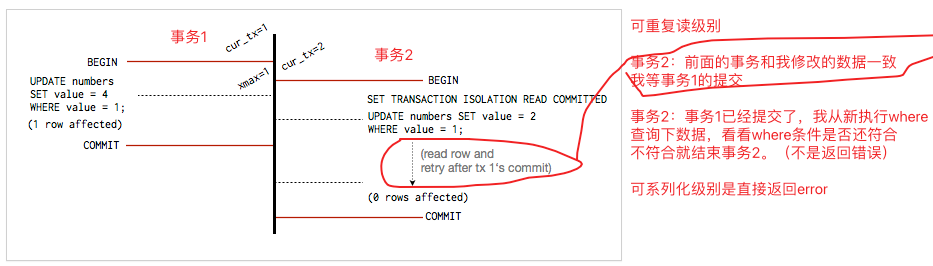 事务1
cur_tx=1
BEGIN
UPDATE numbers
SET value = 4
WHERE value = 1;
(1 row affected)
COMMIT
xmax=1
cur_tx=2
事务2
BEGIN
SET TRANSACTION ISOLATION READ COMMITTED
UPDATE numbers SET value = 2
WHERE value = 1;
(read row and
retry after tx 1's commit)
(0 rows affected)
COMMIT
可重复读级别
事务2：前面的事务和我修改的数据一致
我等事务1的提交
事务2：事务1已经提交了，我从新执行where
查询下数据，看看where条件是否还符合
不符合就结束事务2。（不是返回错误）
可系列化级别是直接返回error